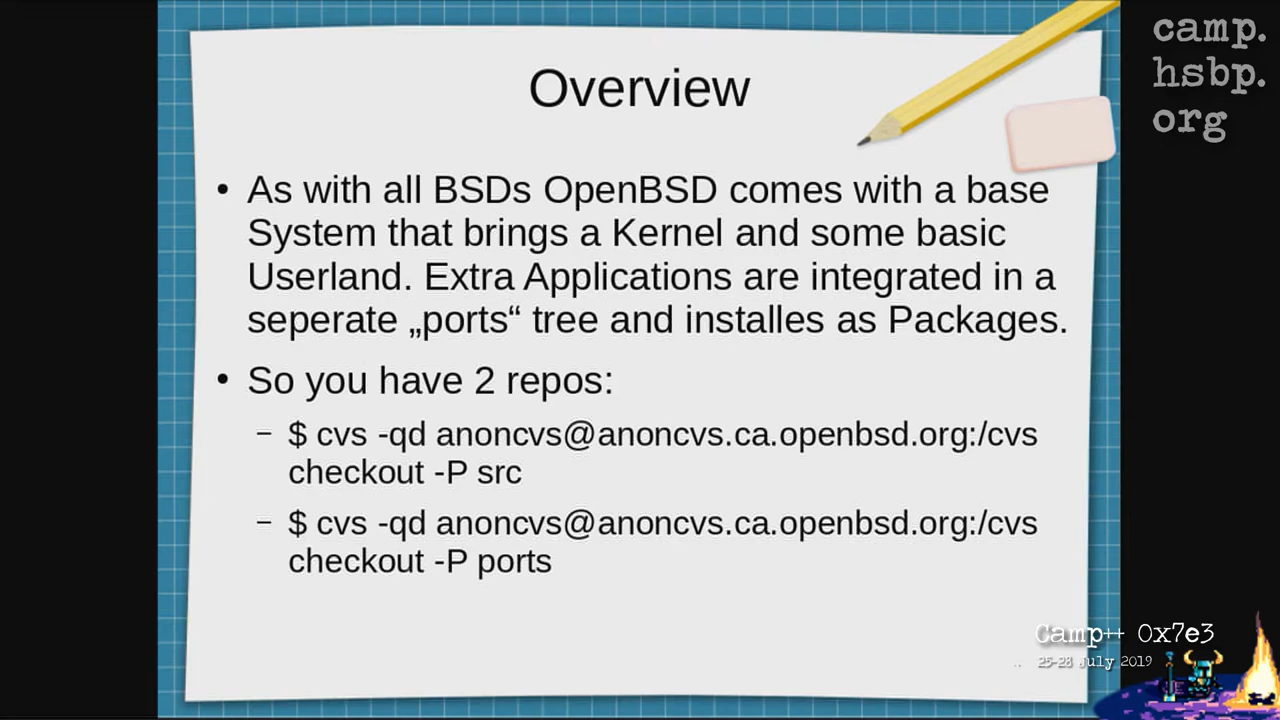 camp.
hsbp.
org
Overview
• As with all BSDs OpenBSD comes with a base
System that brings a Kernel and some basic
Userland. Extra Applications are integrated in a
seperate „ports“ tree and installes as Packages.
• So you have 2 repos:
– $ cvs -qd anoncvs@anoncvs.ca.openbsd.org:/cvs
checkout -P src
– $ cvs -qd anoncvs@anoncvs.ca.openbsd.org:/cvs
checkout -P ports
Camp++ 0x7e3
25-28 July 2019